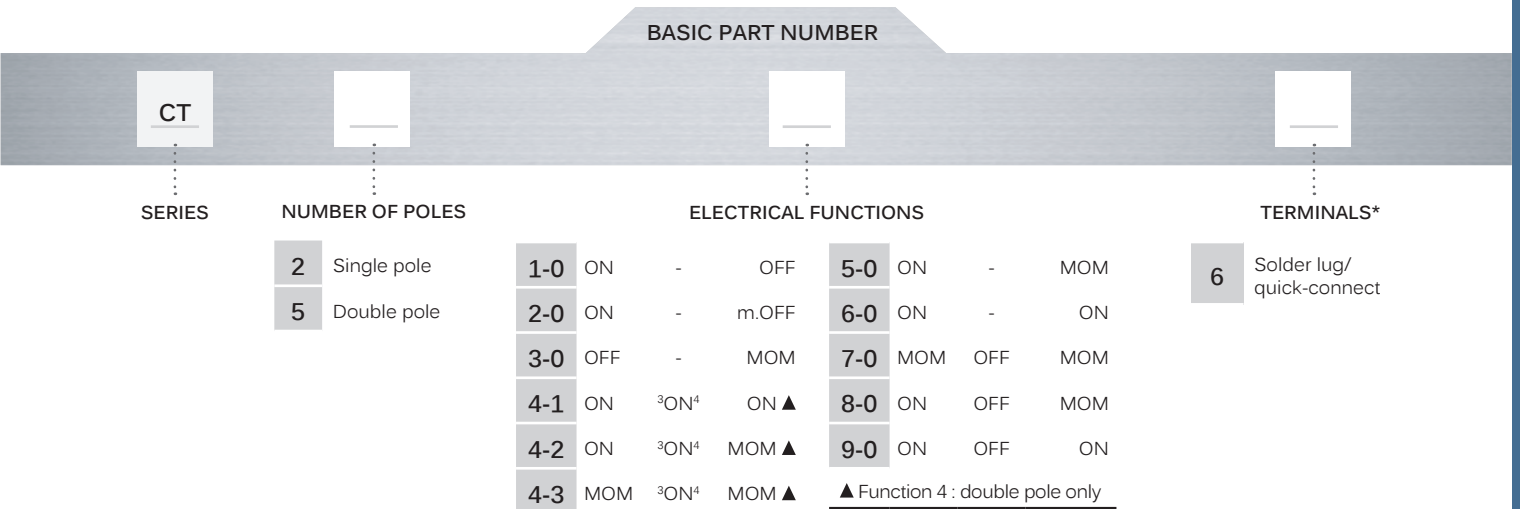 BASIC PART NUMBER
CT
SERIES
NUMBER OF POLES
ELECTRICAL FUNCTIONS
TERMINALS*
2 Single pole
5 Double pole
1-0 ON - OFF
2-0 ON - m.OFF
3-0 OFF - MOM
4-1 ON ³ON⁴ ON ▲
4-2 ON ³ON⁴ MOM ▲
4-3 MOM ³ON⁴ MOM ▲
5-0 ON - MOM
6-0 ON - ON
7-0 MOM OFF MOM
8-0 ON OFF MOM
9-0 ON OFF ON
▲ Function 4 : double pole only
6 Solder lug/
quick-connect